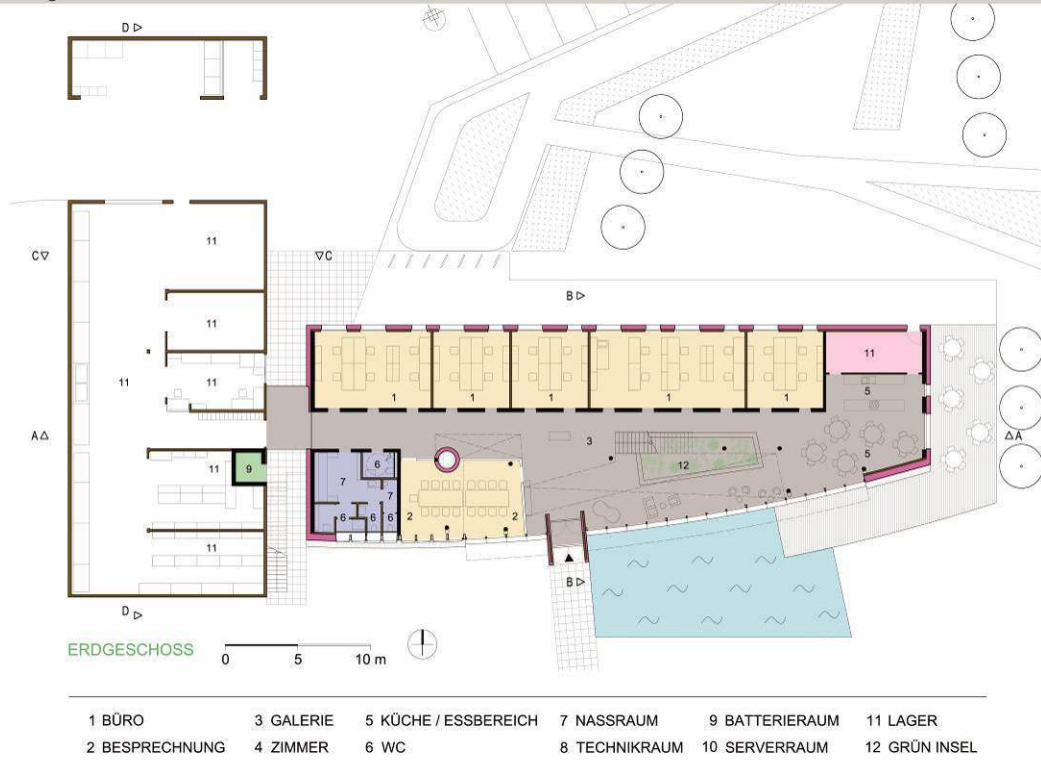 D ▷
11
C▽
▽C
B ▷
11
11
11
11
1
1
1
1
1
11
5
A△
3
△A
9
11
7
6
12
5
7
2
2
6
6
6
11
B ▷
D ▷
ERDGESCHOSS
0 5 10 m
1 BÜRO 3 GALERIE 5 KÜCHE / ESSBEREICH 7 NASSRAUM 9 BATTERIERAUM 11 LAGER
2 BESPRECHNUNG 4 ZIMMER 6 WC 8 TECHNIKRAUM 10 SERVERRAUM 12 GRÜN INSEL